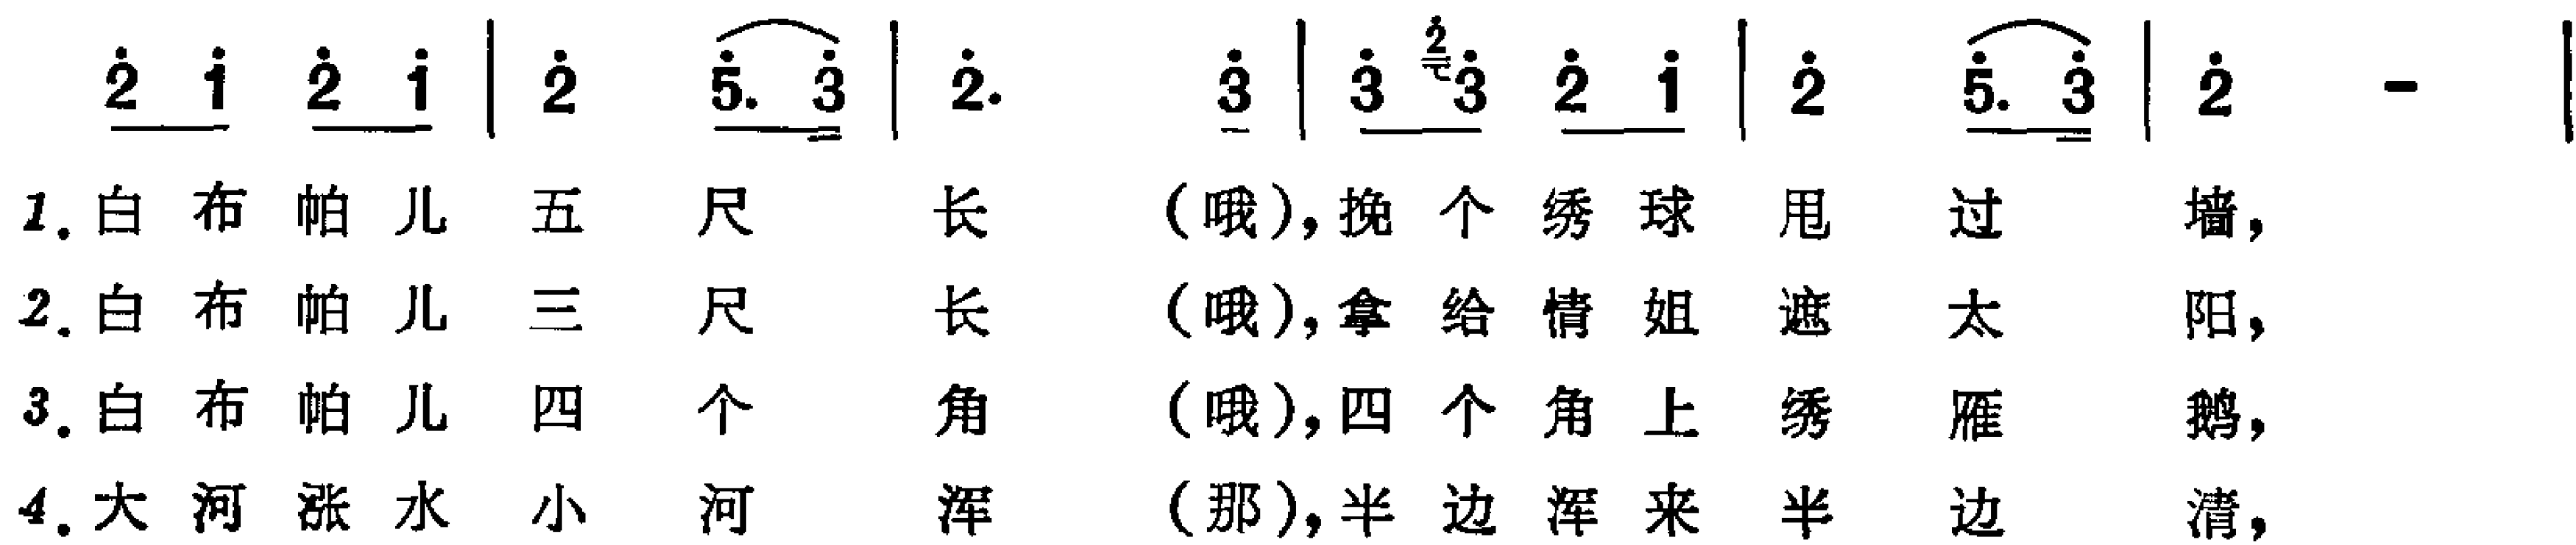 2̇ 1̇ 2̇ 1̇ | 2̇ 5̇. 3̇ | 2̇. 3̇ | 3̇ 2̇ 3̇ 2̇ 1̇ | 2̇ 5̇. 3̇ | 2̇ - |
1. 白布帕儿五尺长(哦),挽个绣球甩过墙,
2. 白布帕儿三尺长(哦),拿给情姐遮太阳,
3. 白布帕儿四个角(哦),四个角上绣雁鹅,
4. 大河涨水小河浑(那),半边浑来半边清,